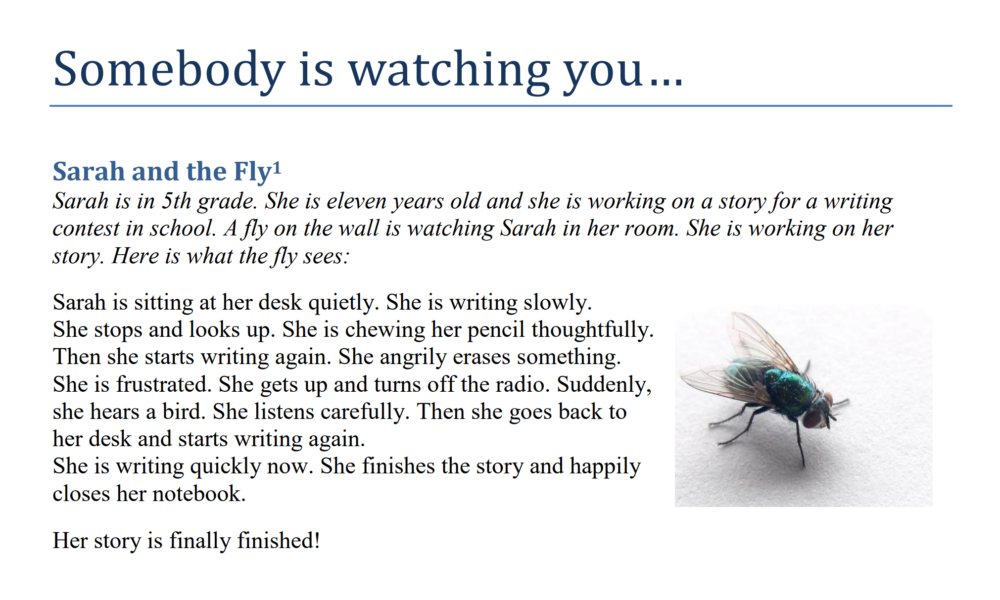 Somebody is watching you…
Sarah and the Fly¹
Sarah is in 5th grade. She is eleven years old and she is working on a story for a writing
contest in school. A fly on the wall is watching Sarah in her room. She is working on her
story. Here is what the fly sees:
Sarah is sitting at her desk quietly. She is writing slowly.
She stops and looks up. She is chewing her pencil thoughtfully.
Then she starts writing again. She angrily erases something.
She is frustrated. She gets up and turns off the radio. Suddenly,
she hears a bird. She listens carefully. Then she goes back to
her desk and starts writing again.
She is writing quickly now. She finishes the story and happily
closes her notebook.
Her story is finally finished!